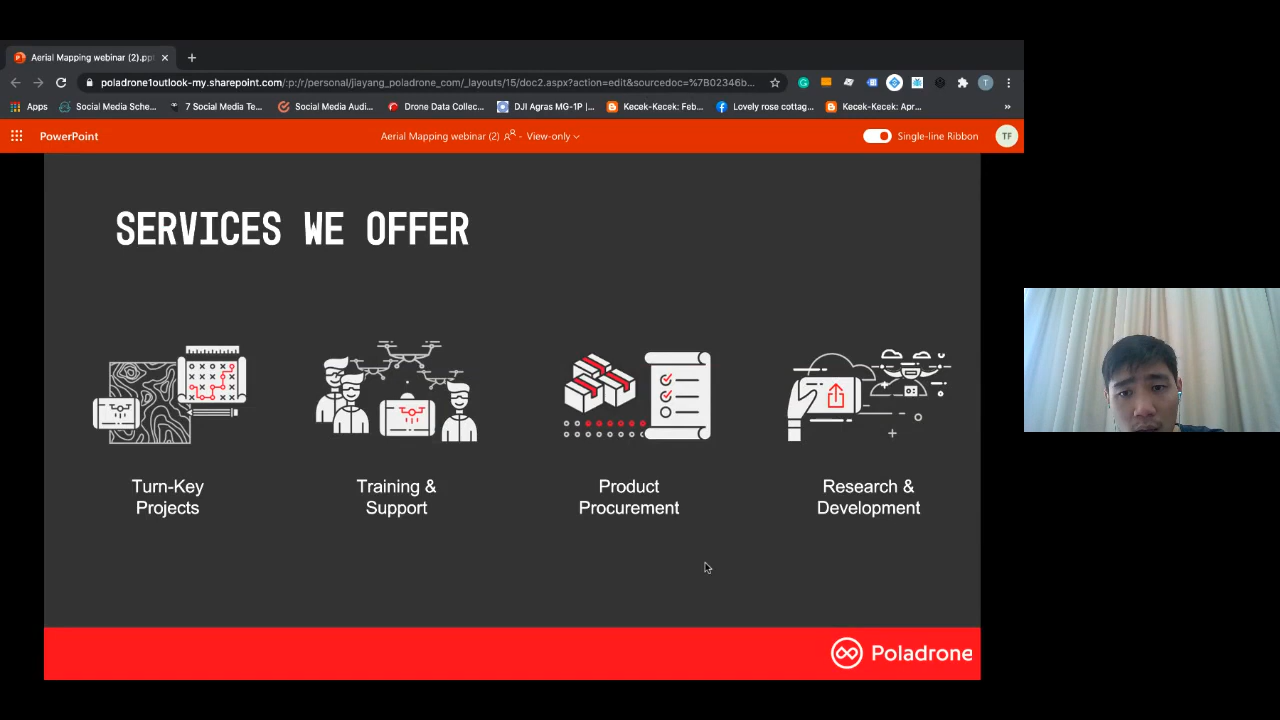 Aerial Mapping webinar (2).ppt
poladrone1outlook-my.sharepoint.com/:p:/r/personal/jiayang_poladrone_com/_layouts/15/doc2.aspx?action=edit&sourcedoc=%7B02346b...
T
Apps Social Media Sche... 7 Social Media Te... Social Media Audi... Drone Data Collec... DJI Agras MG-1P |... Kecek-Kecek: Feb... Lovely rose cottag... Kecek-Kecek: Apr... »
PowerPoint Aerial Mapping webinar (2) - View-only Single-line Ribbon TF
SERVICES WE OFFER
Turn-Key
Projects
Training &
Support
Product
Procurement
Research &
Development
Poladrone